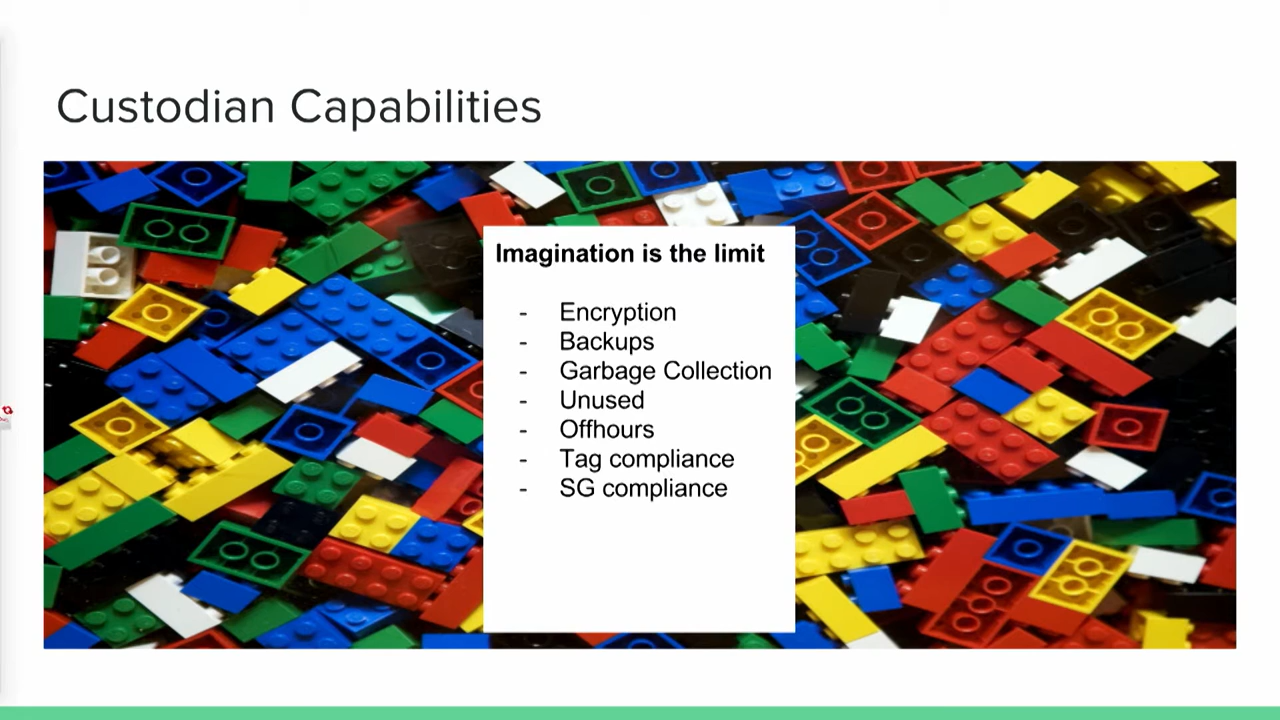 Custodian Capabilities
Imagination is the limit
- Encryption
- Backups
- Garbage Collection
- Unused
- Offhours
- Tag compliance
- SG compliance